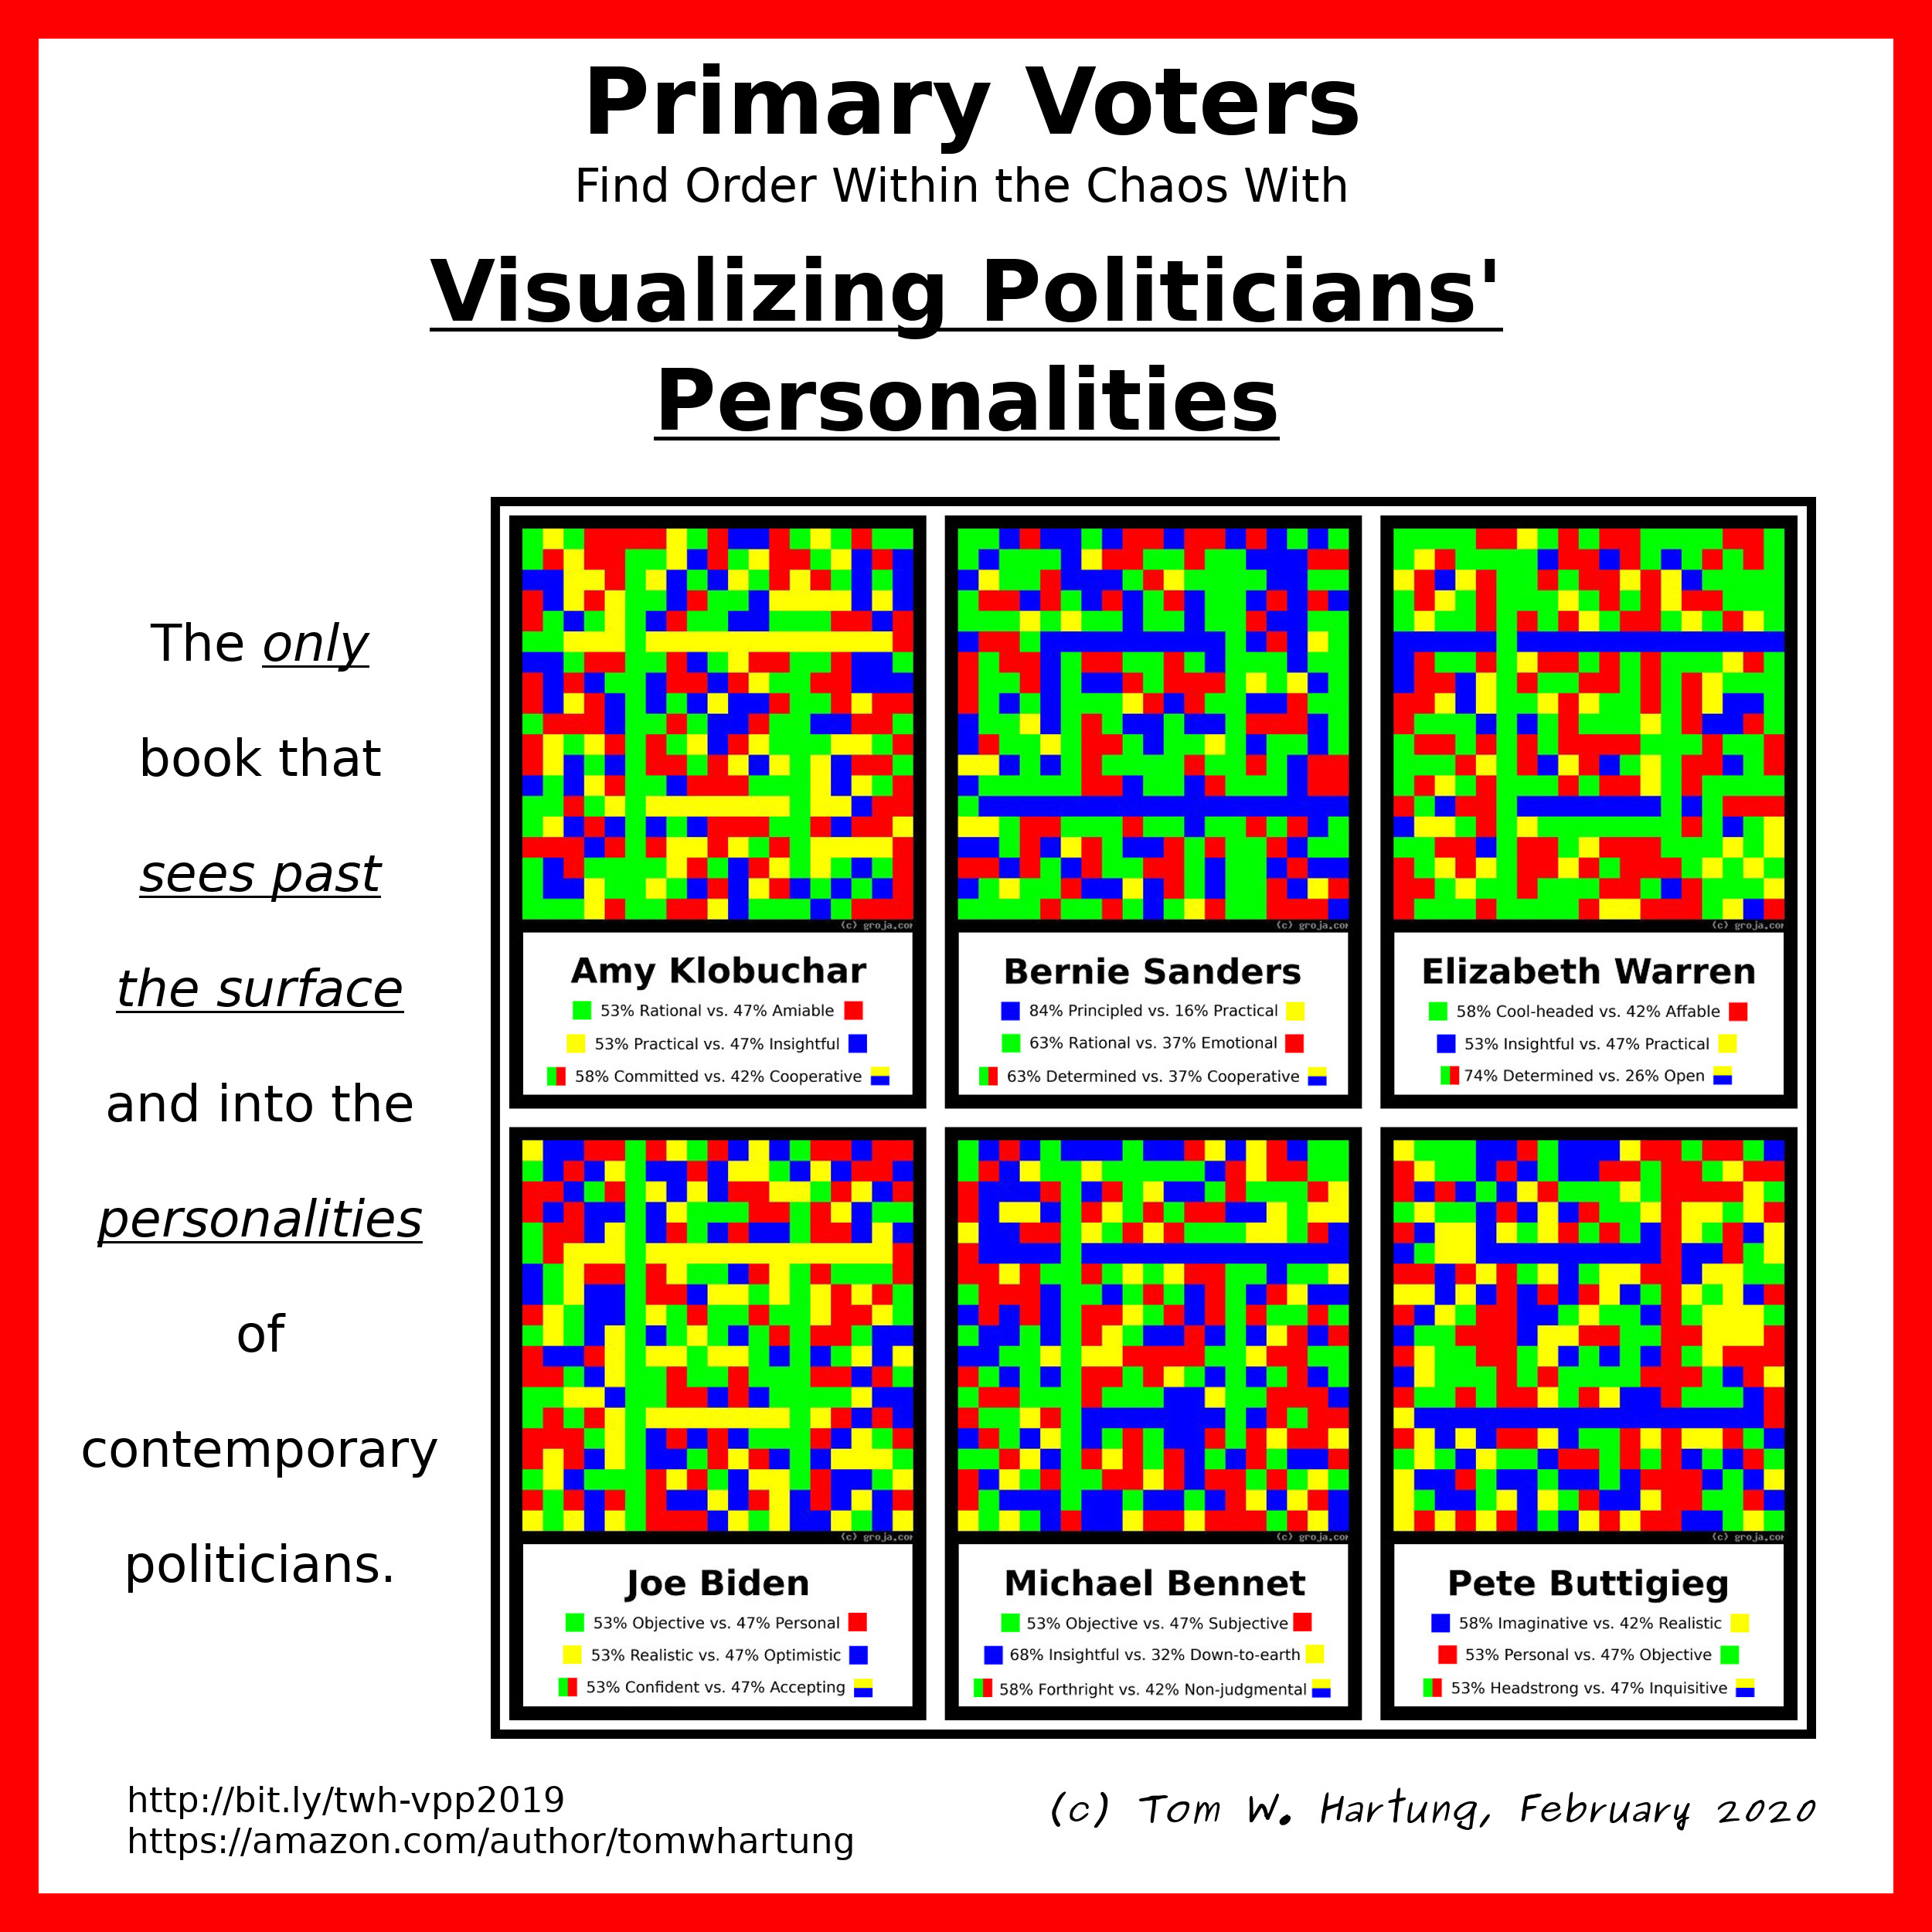 Primary Voters
Find Order Within the Chaos With
Visualizing Politicians'
Personalities
The only
book that
sees past
the surface
and into the
personalities
of
contemporary
politicians.
(c) groja.com
Amy Klobuchar
53% Rational vs. 47% Amiable
53% Practical vs. 47% Insightful
58% Committed vs. 42% Cooperative
(c) groja.com
Bernie Sanders
84% Principled vs. 16% Practical
63% Rational vs. 37% Emotional
63% Determined vs. 37% Cooperative
(c) groja.com
Elizabeth Warren
58% Cool-headed vs. 42% Affable
53% Insightful vs. 47% Practical
74% Determined vs. 26% Open
(c) groja.com
Joe Biden
53% Objective vs. 47% Personal
53% Realistic vs. 47% Optimistic
53% Confident vs. 47% Accepting
(c) groja.com
Michael Bennet
53% Objective vs. 47% Subjective
68% Insightful vs. 32% Down-to-earth
58% Forthright vs. 42% Non-judgmental
(c) groja.com
Pete Buttigieg
58% Imaginative vs. 42% Realistic
53% Personal vs. 47% Objective
53% Headstrong vs. 47% Inquisitive
http://bit.ly/twh-vpp2019
https://amazon.com/author/tomwhartung
(c) Tom W. Hartung, February 2020